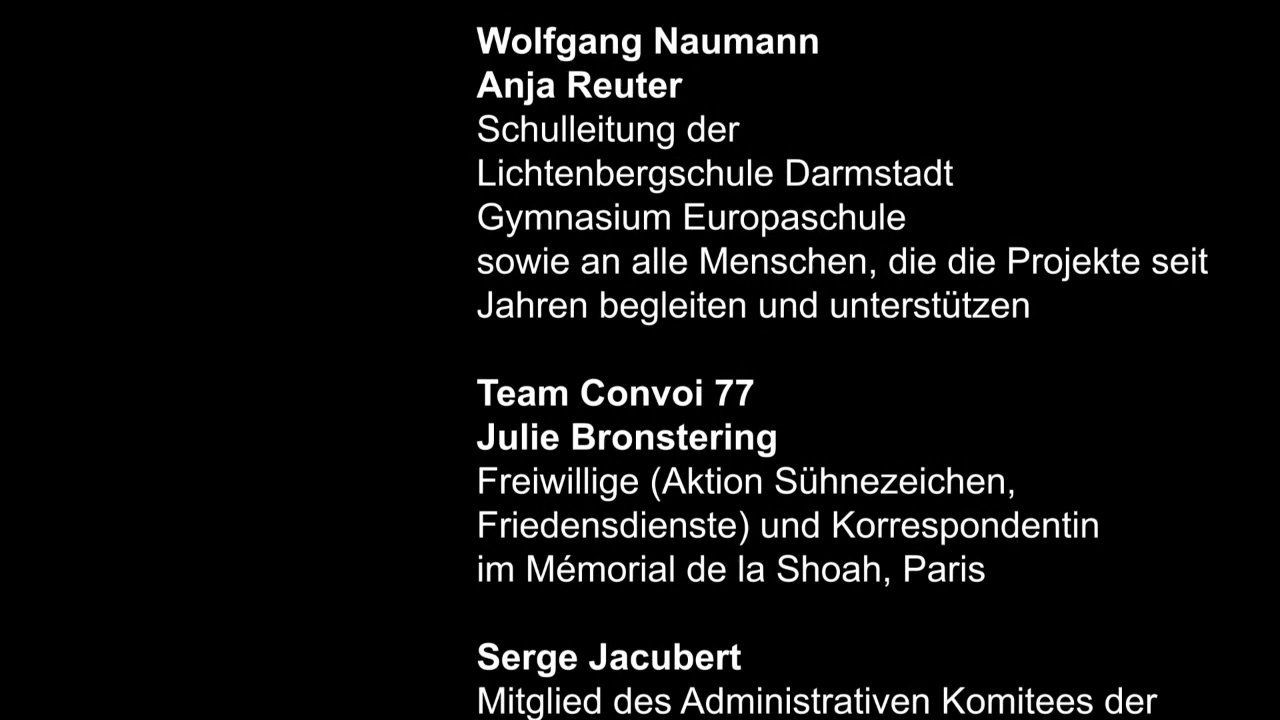 Wolfgang Naumann
Anja Reuter
Schulleitung der
Lichtenbergschule Darmstadt
Gymnasium Europaschule
sowie an alle Menschen, die die Projekte seit
Jahren begleiten und unterstützen
Team Convoi 77
Julie Bronstering
Freiwillige (Aktion Sühnezeichen,
Friedensdienste) und Korrespondentin
im Mémorial de la Shoah, Paris
Serge Jacubert
Mitglied des Administrativen Komitees der